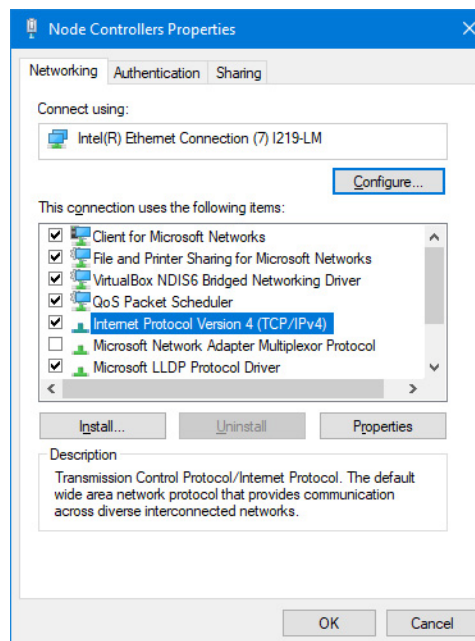 Node Controllers Properties
Networking Authentication Sharing
Connect using:
Intel(R) Ethernet Connection (7) I219-LM
Configure...
This connection uses the following items:
Client for Microsoft Networks
File and Printer Sharing for Microsoft Networks
VirtualBox NDIS6 Bridged Networking Driver
QoS Packet Scheduler
Internet Protocol Version 4 (TCP/IPv4)
Microsoft Network Adapter Multiplexor Protocol
Microsoft LLDP Protocol Driver
Install... Uninstall Properties
Description
Transmission Control Protocol/Internet Protocol. The default
wide area network protocol that provides communication
across diverse interconnected networks.
OK Cancel